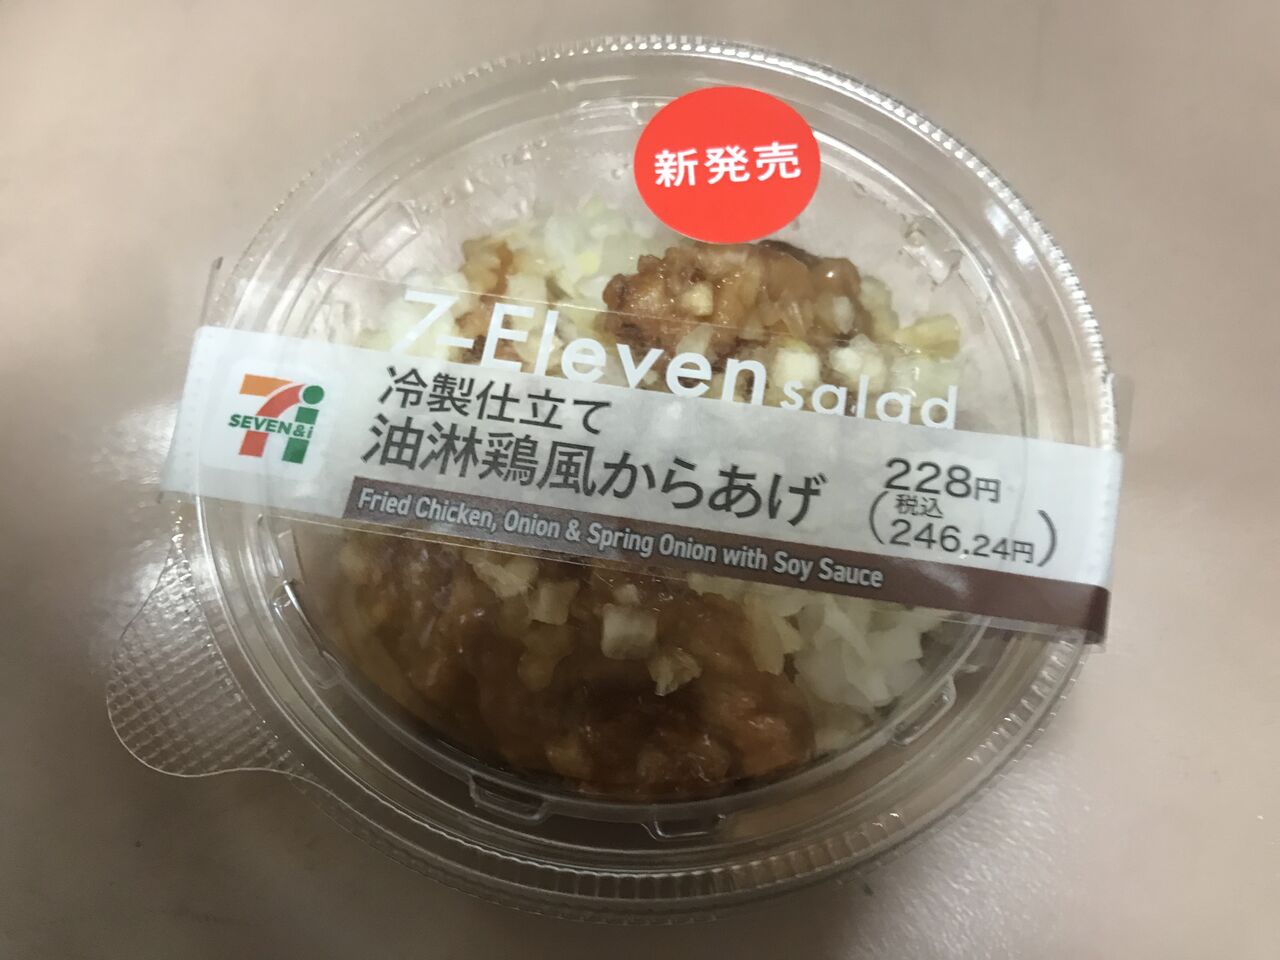 新発売
7-Eleven salad
SEVEN&i
冷製仕立て
油淋鶏風からあげ
Fried Chicken, Onion & Spring Onion with Soy Sauce
228円
(税込
246.24円)